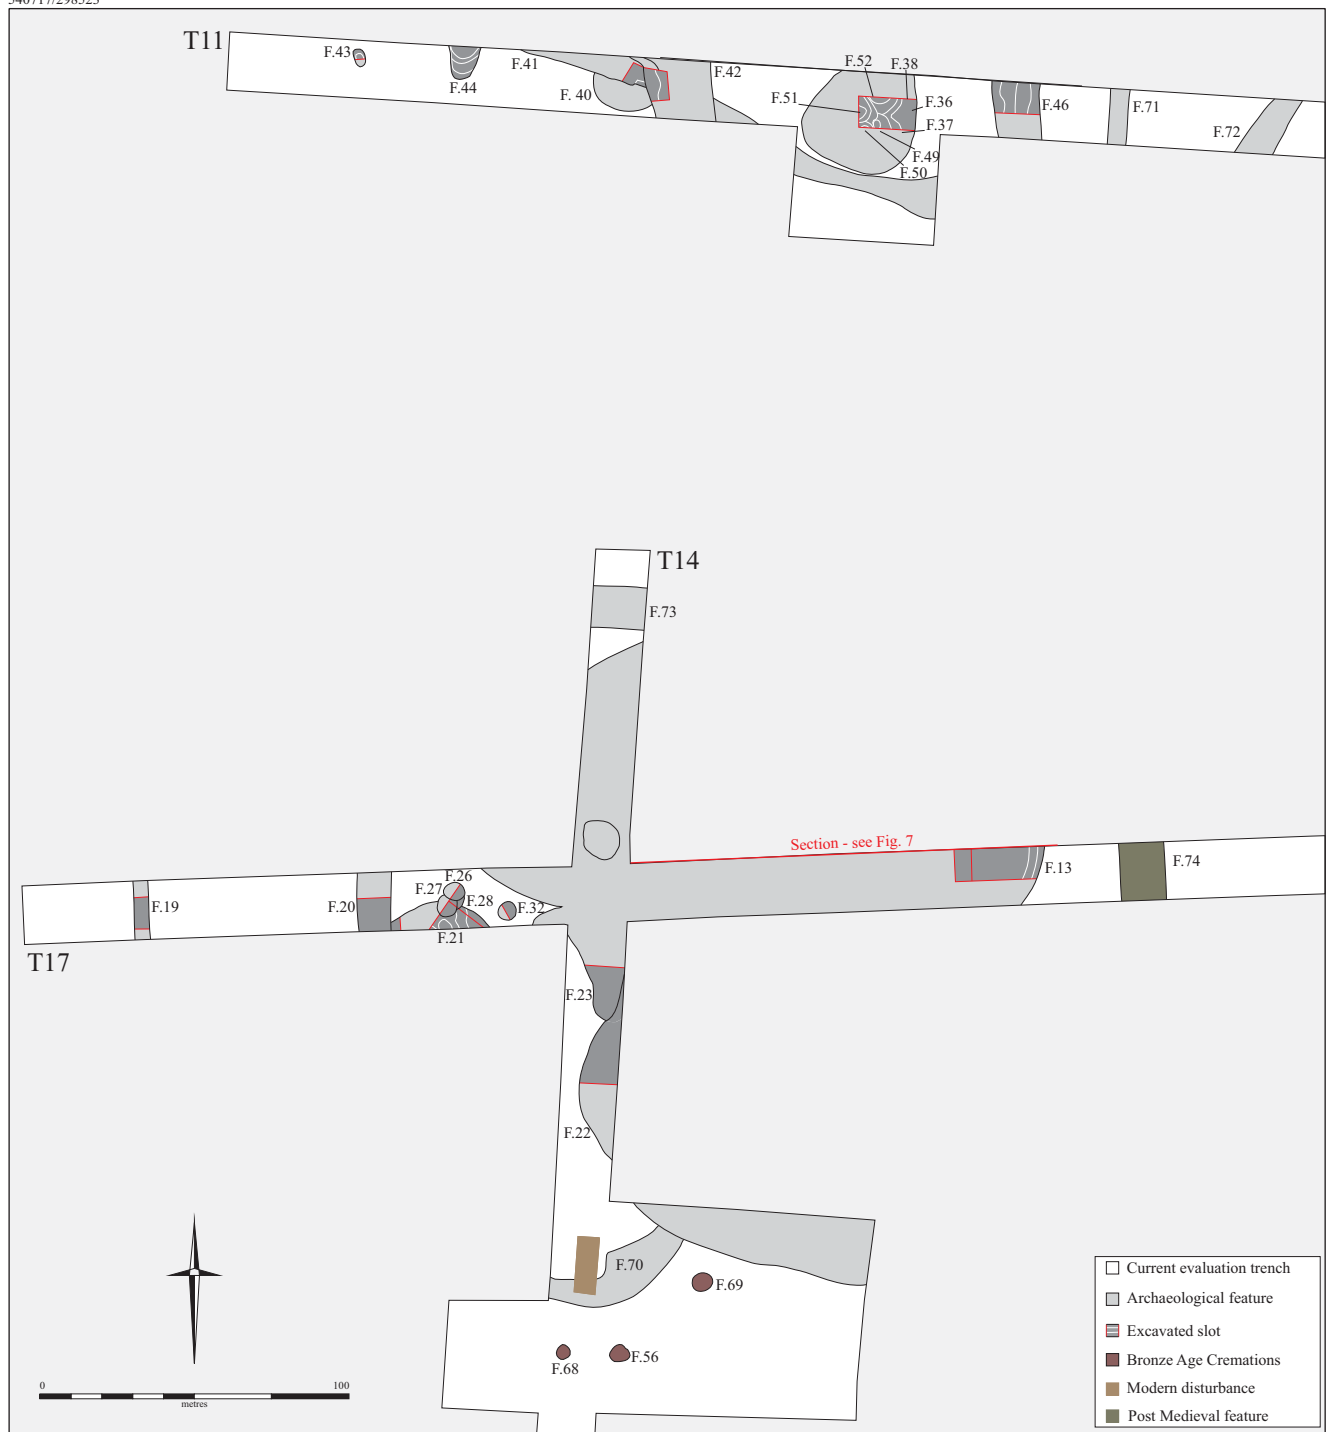 T11
F.43
F.44
F.41
F. 40
F.42
F.52
F.38
F.51
F.36
F.37
F.49
F.50
F.46
F.71
F.72
T14
F.73
Section - see Fig. 7
F.13
F.74
F.19
F.20
F.27
F.26
F.28
F.32
F.21
T17
F.23
F.22
F.70
F.69
F.68
F.56
0
100
metres
Current evaluation trench
Archaeological feature
Excavated slot
Bronze Age Cremations
Modern disturbance
Post Medieval feature